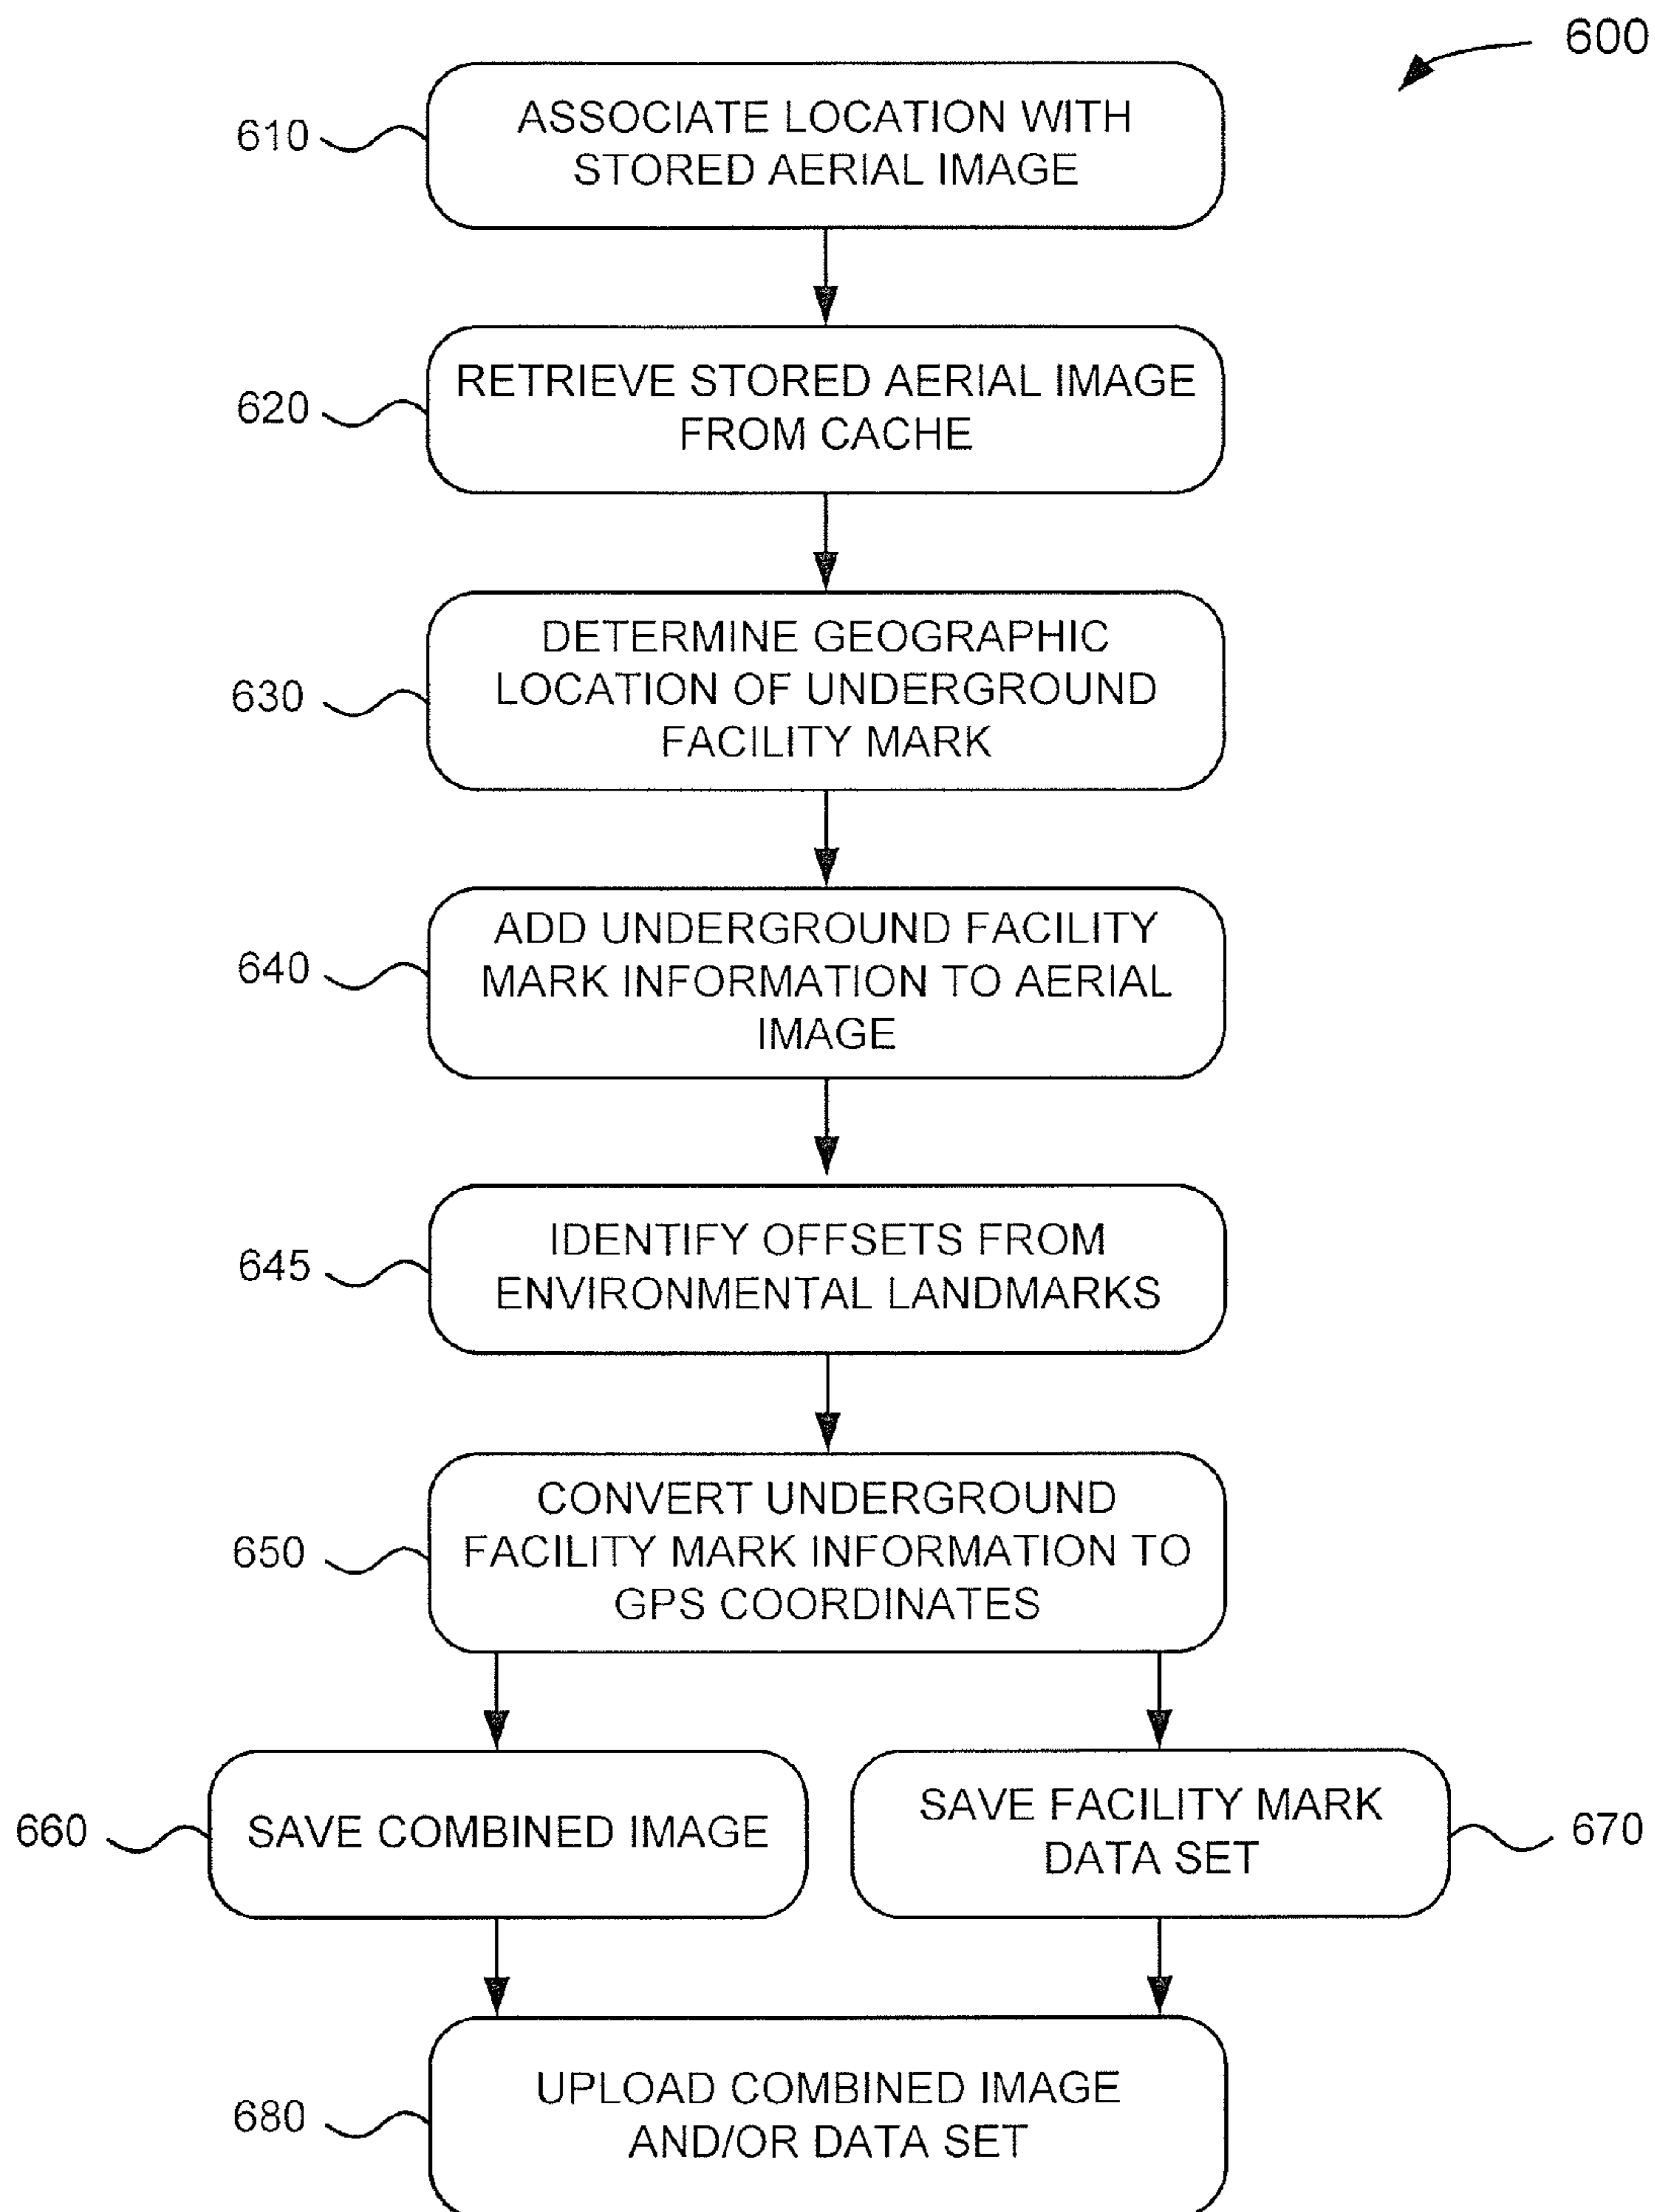 600
610
ASSOCIATE LOCATION WITH
STORED AERIAL IMAGE
620
RETRIEVE STORED AERIAL IMAGE
FROM CACHE
630
DETERMINE GEOGRAPHIC
LOCATION OF UNDERGROUND
FACILITY MARK
640
ADD UNDERGROUND FACILITY
MARK INFORMATION TO AERIAL
IMAGE
645
IDENTIFY OFFSETS FROM
ENVIRONMENTAL LANDMARKS
650
CONVERT UNDERGROUND
FACILITY MARK INFORMATION TO
GPS COORDINATES
660
SAVE COMBINED IMAGE
SAVE FACILITY MARK
DATA SET
670
680
UPLOAD COMBINED IMAGE
AND/OR DATA SET